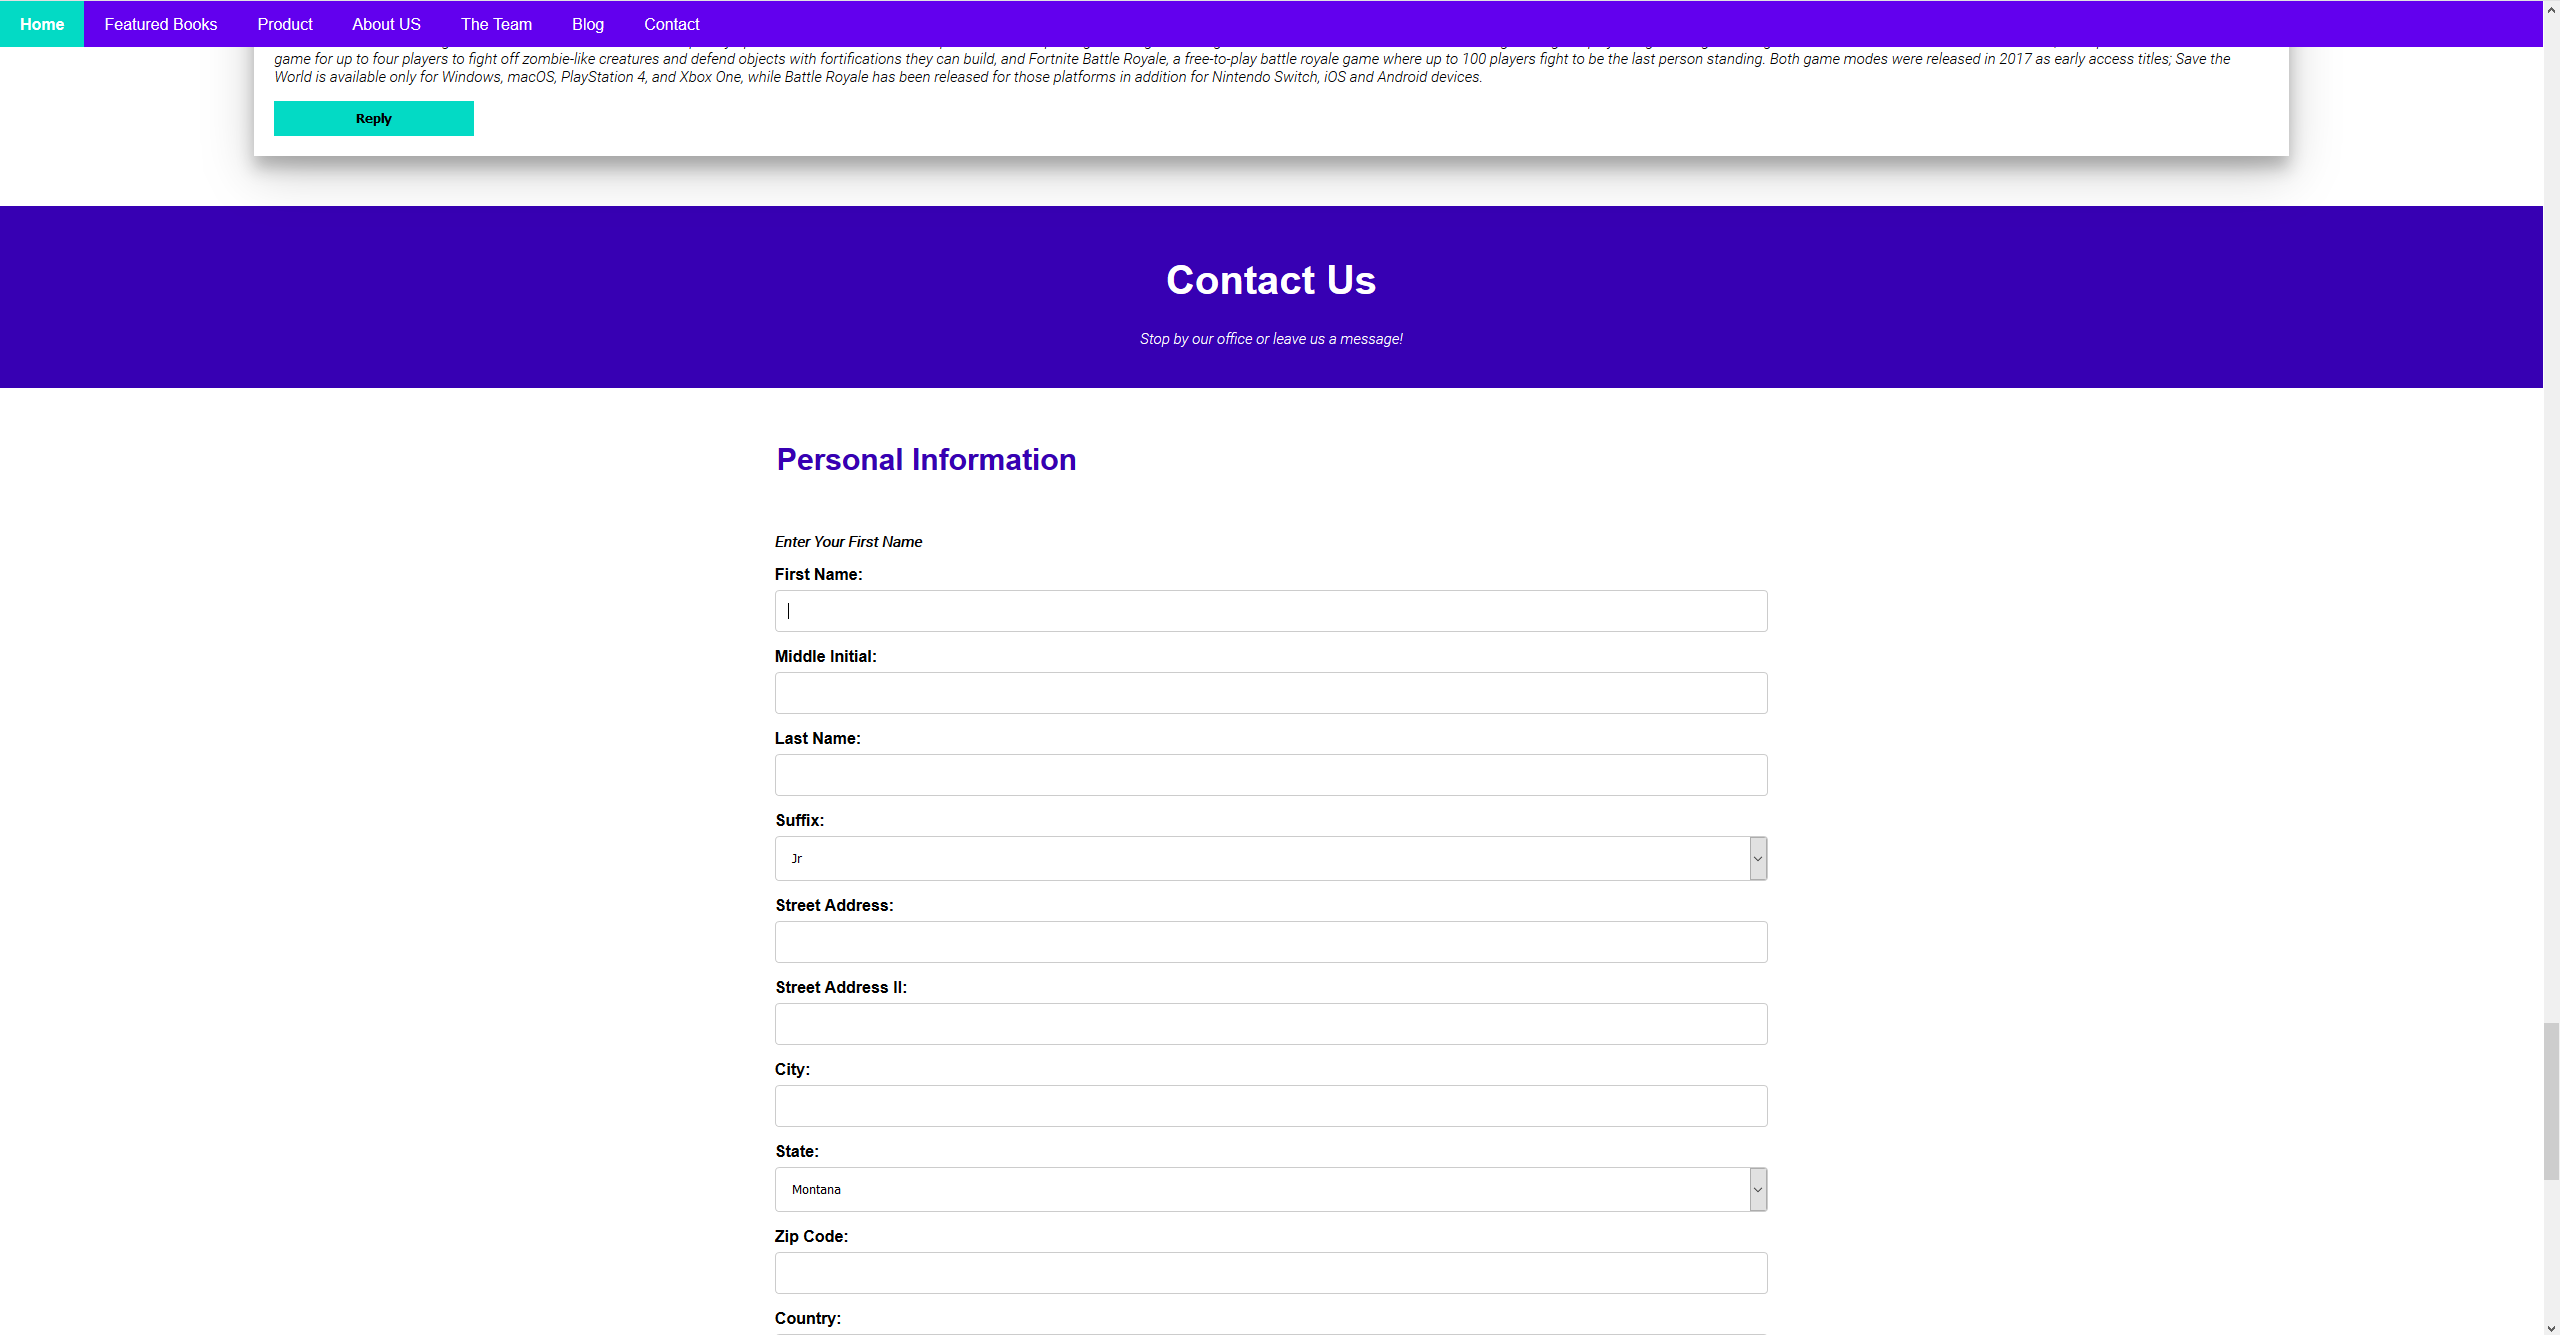 Home Featured Books Product About US The Team Blog Contact
game for up to four players to fight off zombie-like creatures and defend objects with fortifications they can build, and Fortnite Battle Royale, a free-to-play battle royale game where up to 100 players fight to be the last person standing. Both game modes were released in 2017 as early access titles; Save the
World is available only for Windows, macOS, PlayStation 4, and Xbox One, while Battle Royale has been released for those platforms in addition for Nintendo Switch, iOS and Android devices.
Reply
Contact Us
Stop by our office or leave us a message!
Personal Information
Enter Your First Name
First Name:
Middle Initial:
Last Name:
Suffix:
Jr
Street Address:
Street Address II:
City:
State:
Montana
Zip Code:
Country: